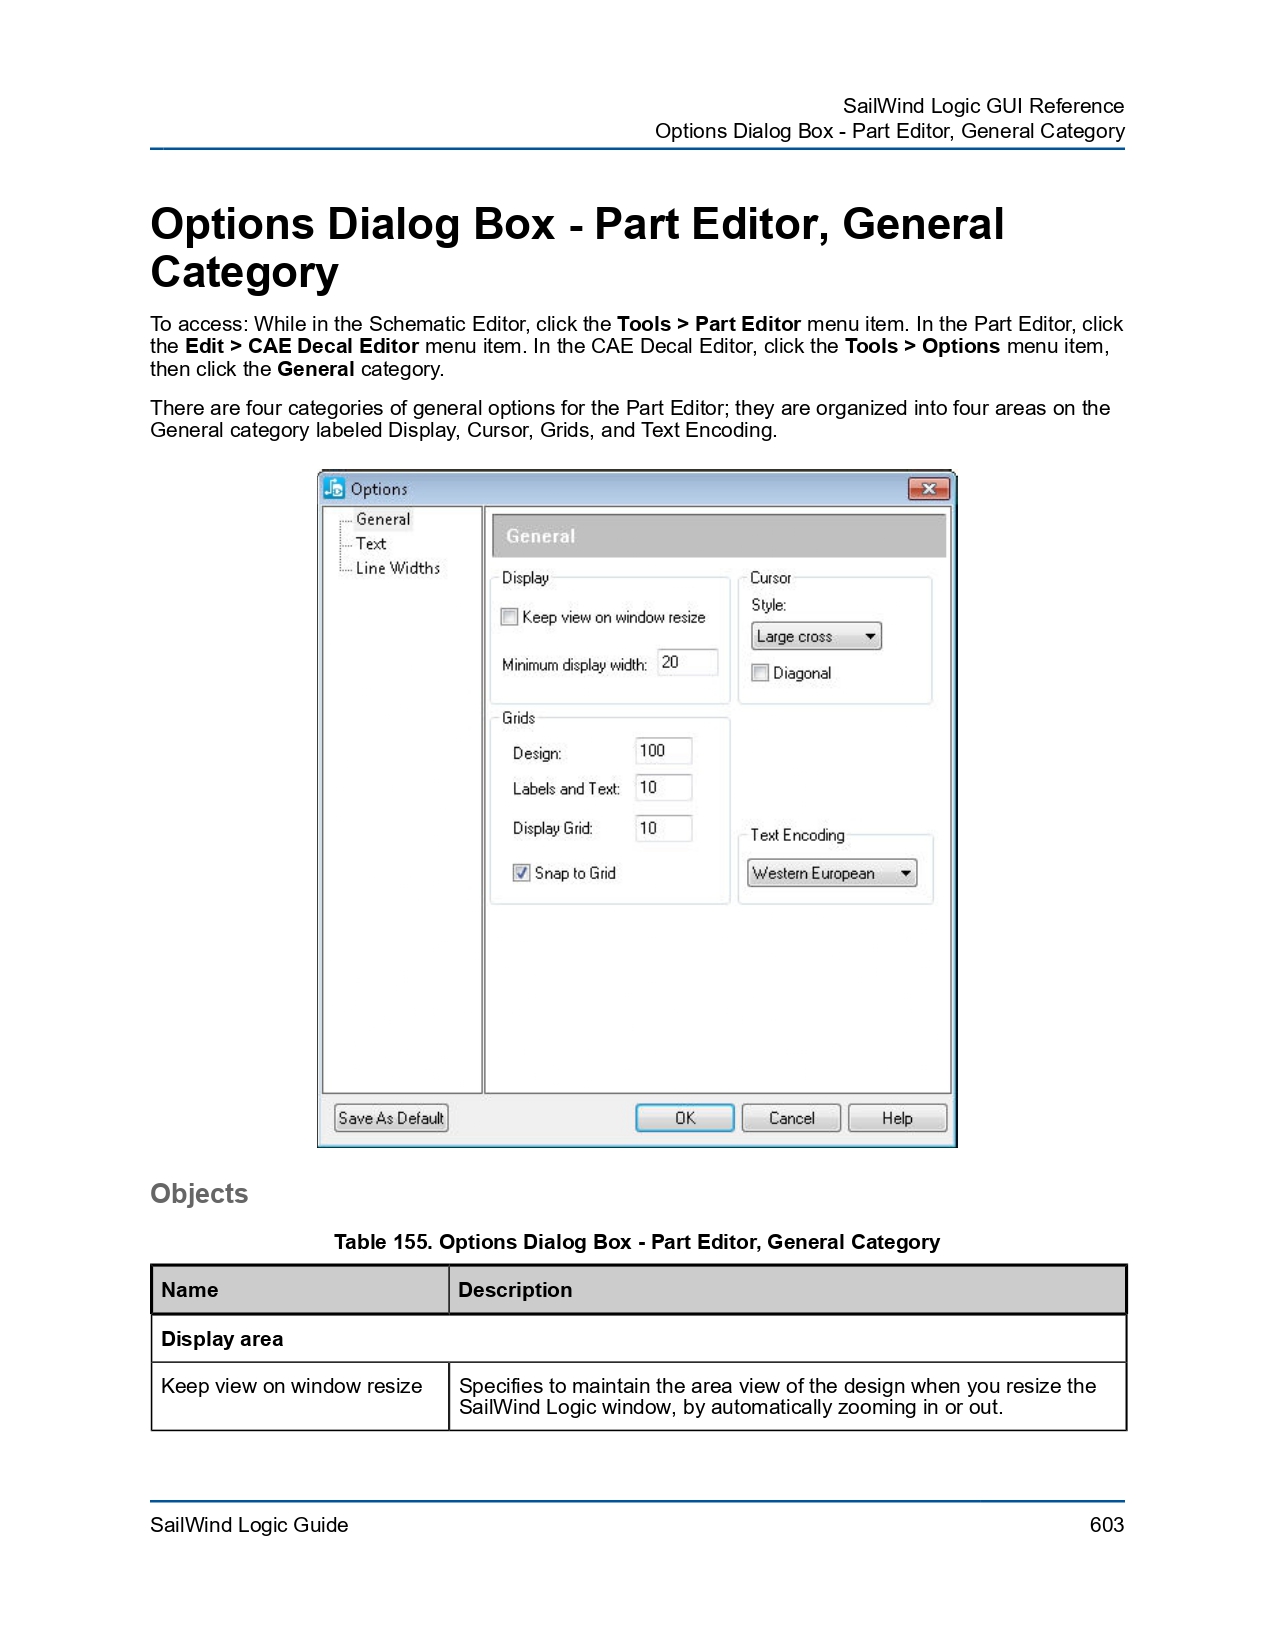 SailWind Logic GUI Reference
Options Dialog Box - Part Editor, General Category
Options Dialog Box - Part Editor, General
Category
To access: While in the Schematic Editor, click the Tools > Part Editor menu item. In the Part Editor, click
the Edit > CAE Decal Editor menu item. In the CAE Decal Editor, click the Tools > Options menu item,
then click the General category.
There are four categories of general options for the Part Editor; they are organized into four areas on the
General category labeled Display, Cursor, Grids, and Text Encoding.
Options
General
Text
Line Widths
General
Display
Keep view on window resize
Minimum display width: 20
Cursor
Style:
Large cross
Diagonal
Grids
Design: 100
Labels and Text: 10
Display Grid: 10
Snap to Grid
Text Encoding
Western European
Save As Default
OK
Cancel
Help
Objects
Table 155. Options Dialog Box - Part Editor, General Category
Name
Description
Display area
Keep view on window resize
Specifies to maintain the area view of the design when you resize the
SailWind Logic window, by automatically zooming in or out.
SailWind Logic Guide
603